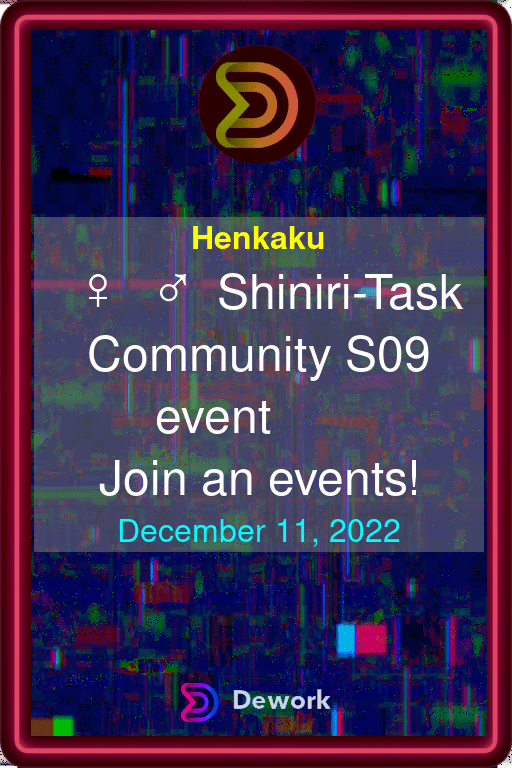 Henkaku
♀ ♂ Shiniri-Task
Community S09
event
Join an events!
December 11, 2022
Dework